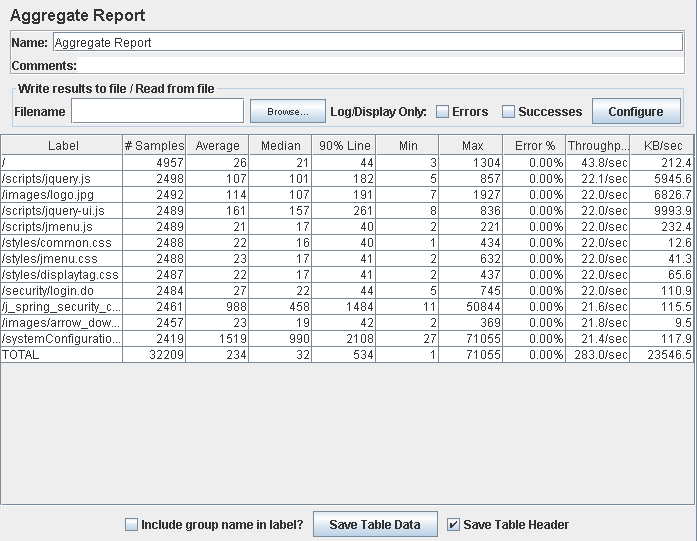 Aggregate Report
Name: Aggregate Report
Comments:
Write results to file / Read from file
Filename Browse... Log/Display Only: Errors Successes Configure
Label # Samples Average Median 90% Line Min Max Error % Throughp... KB/sec
/ 4957 26 21 44 3 1304 0.00% 43.8/sec 212.4
/scripts/jquery.js 2498 107 101 182 5 857 0.00% 22.1/sec 5945.6
/images/logo.jpg 2492 114 107 191 7 1927 0.00% 22.0/sec 6826.7
/scripts/jquery-ui.js 2489 161 157 261 8 836 0.00% 22.0/sec 9993.9
/scripts/jmenu.js 2489 21 17 40 2 221 0.00% 22.0/sec 232.4
/styles/common.css 2488 22 16 40 1 434 0.00% 22.0/sec 12.6
/styles/jmenu.css 2488 23 17 41 2 632 0.00% 22.0/sec 41.3
/styles/displaytag.css 2487 22 17 41 2 437 0.00% 22.0/sec 65.6
/security/login.do 2484 27 22 44 5 745 0.00% 22.0/sec 110.9
/j_spring_security_c... 2461 988 458 1484 11 50844 0.00% 21.6/sec 115.5
/images/arrow_dow... 2457 23 19 42 2 369 0.00% 21.8/sec 9.5
/systemConfiguratio... 2419 1519 990 2108 27 71055 0.00% 21.4/sec 117.9
TOTAL 32209 234 32 534 1 71055 0.00% 283.0/sec 23546.5
Include group name in label? Save Table Data Save Table Header